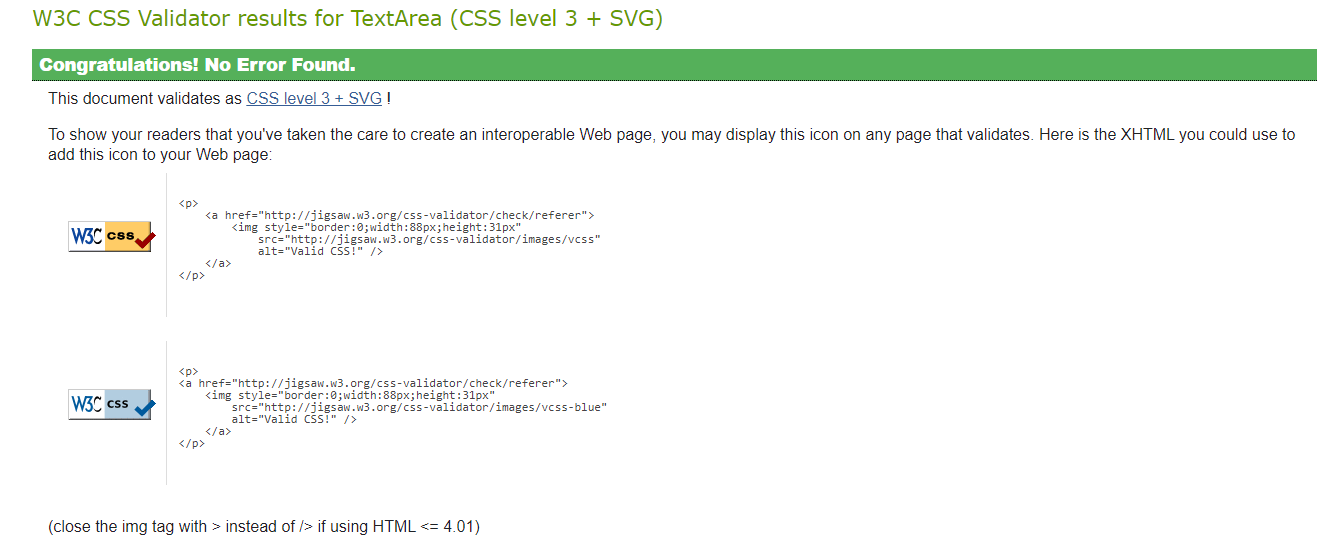 W3C CSS Validator results for TextArea (CSS level 3 + SVG)
Congratulations! No Error Found.
This document validates as CSS level 3 + SVG !
To show your readers that you've taken the care to create an interoperable Web page, you may display this icon on any page that validates. Here is the XHTML you could use to
add this icon to your Web page:
W3C css
<p>
    <a href="http://jigsaw.w3.org/css-validator/check/referer">
        <img style="border:0;width:88px;height:31px"
            src="http://jigsaw.w3.org/css-validator/images/vcss"
            alt="Valid CSS!" />
    </a>
</p>
W3C css
<p>
<a href="http://jigsaw.w3.org/css-validator/check/referer">
    <img style="border:0;width:88px;height:31px"
        src="http://jigsaw.w3.org/css-validator/images/vcss-blue"
        alt="Valid CSS!" />
    </a>
</p>
(close the img tag with > instead of /> if using HTML <= 4.01)